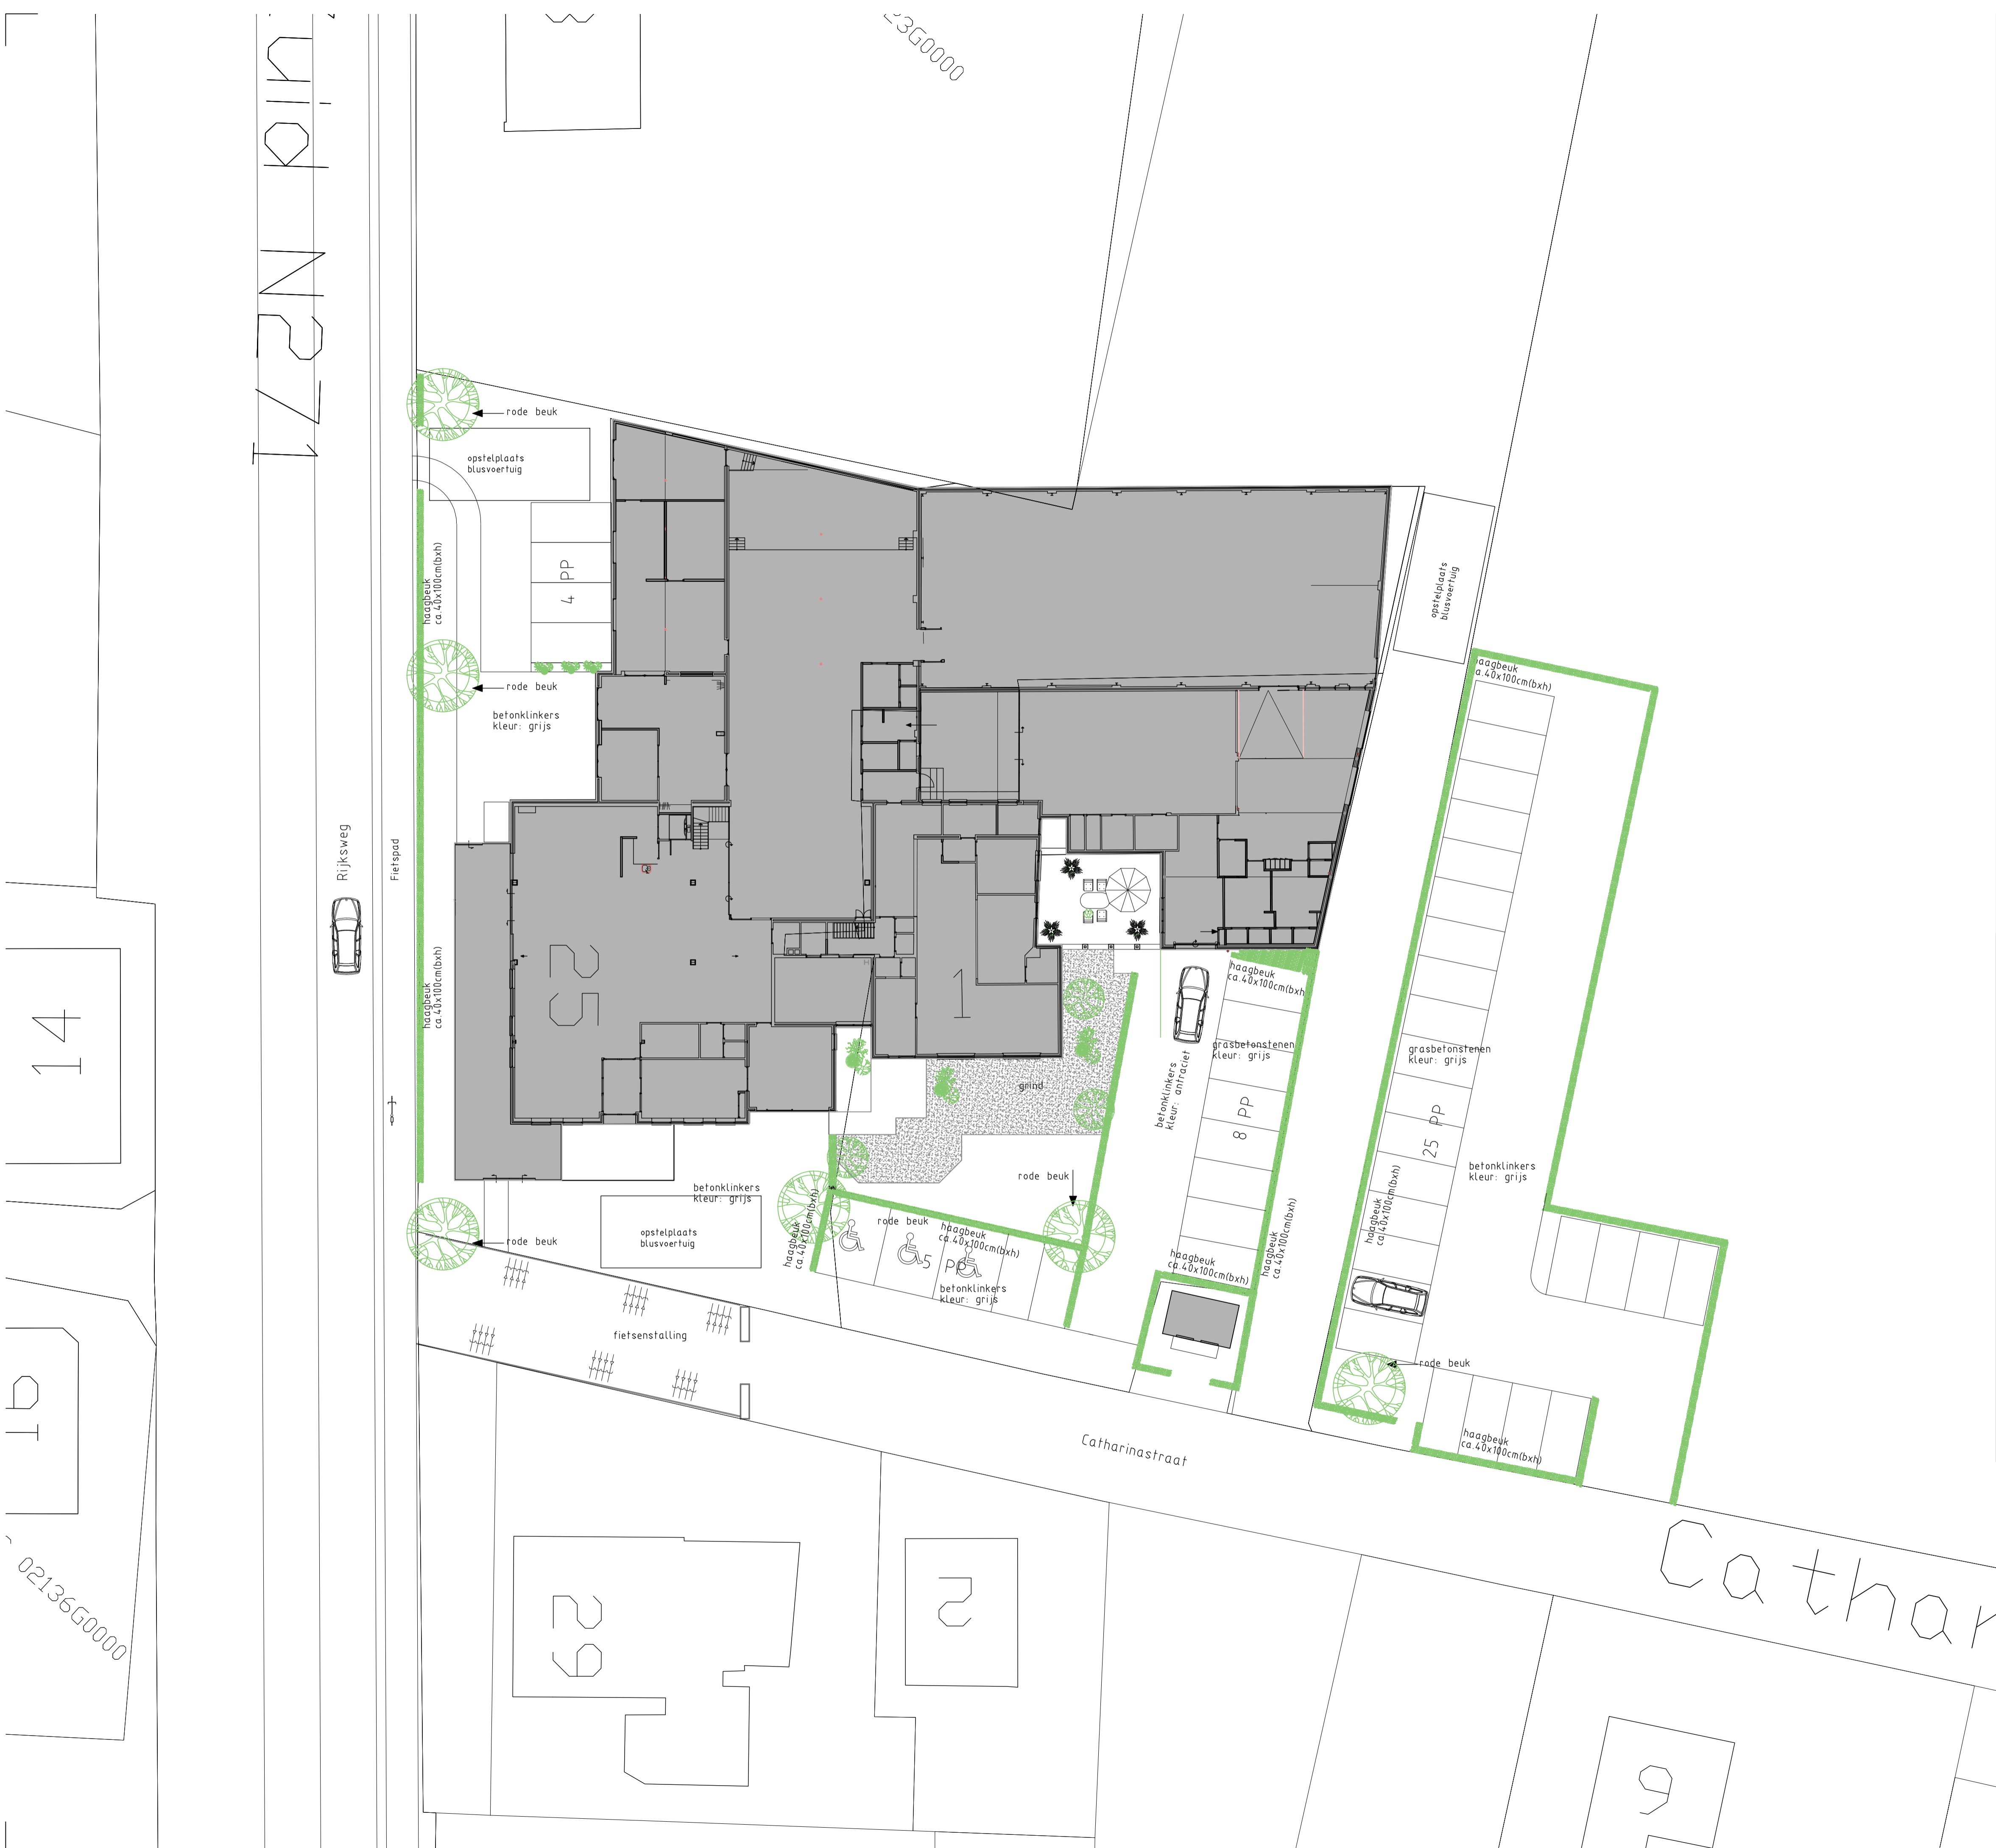 23G0000
N271
rode beuk
opstelplaats
blusvoertuig
haagbeuk
ca.40x100cm(bxh)
4 PP
opstelplaats
blusvoertuig
rode beuk
betonklinkers
kleur: grijs
haagbeuk
ca.40x100cm(bxh)
Rijksweg
Fietspad
25
1
haagbeuk
ca.40x100cm(bxh)
14
haagbeuk
ca.40x100cm(bxh)
grasbetonstenen
kleur: grijs
grasbetonstenen
kleur: grijs
grind
betonklinkers
kleur: antraciet
8 PP
25 PP
betonklinkers
kleur: grijs
rode beuk
betonklinkers
kleur: grijs
haagbeuk
ca.40x100cm(bxh)
rode beuk
haagbeuk
ca.40x100cm(bxh)
5 PP
betonklinkers
kleur: grijs
opstelplaats
blusvoertuig
rode beuk
haagbeuk
ca.40x100cm(bxh)
haagbeuk
ca.40x100cm(bxh)
haagbeuk
ca.40x100cm(bxh)
fietsenstalling
rode beuk
haagbeuk
ca.40x100cm(bxh)
Catharinastraat
Cathar
02136G0000
29
2
6